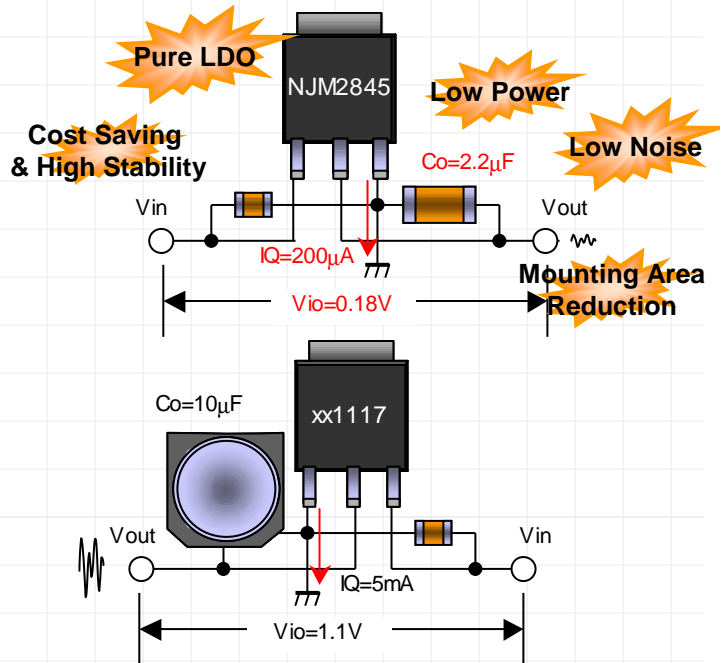 Pure LDO
NJM2845
Low Power
Cost Saving
& High Stability
Low Noise
Co=2.2μF
Vin
Vout
IQ=200μA
Mounting Area
Reduction
Vio=0.18V
Co=10μF
xx1117
Vout
Vin
IQ=5mA
Vio=1.1V